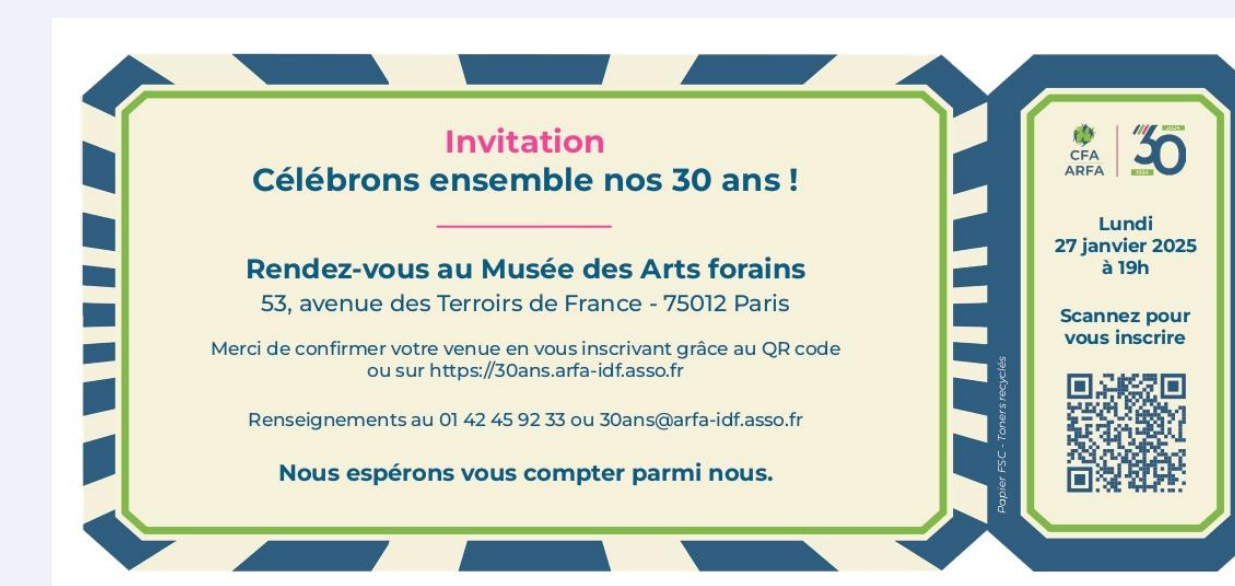 Invitation
Célébrons ensemble nos 30 ans !
Rendez-vous au Musée des Arts forains
53, avenue des Terroirs de France - 75012 Paris
Merci de confirmer votre venue en vous inscrivant grâce au QR code
ou sur https://30ans.arfa-idf.asso.fr
Renseignements au 01 42 45 92 33 ou 30ans@arfa-idf.asso.fr
Nous espérons vous compter parmi nous.
Papier FSC - Toners recyclés
CFA
ARFA
30
2024
1994
Lundi
27 janvier 2025
à 19h
Scannez pour
vous inscrire